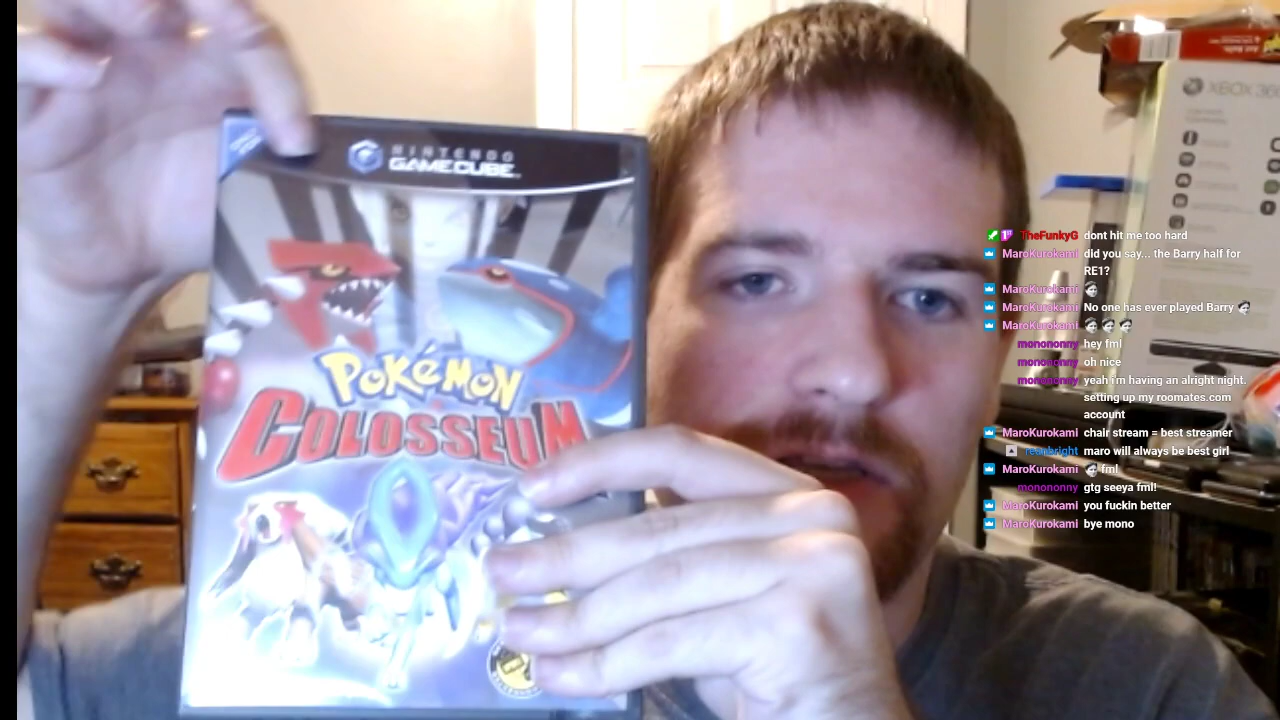 NINTENDO
GAMECUBE
POKéMON
COLOSSEUM
XBOX 360
TheFunkyG dont hit me too hard
MaroKurokami did you say... the Barry half for
RE1?
MaroKurokami
MaroKurokami No one has ever played Barry
MaroKurokami
monononny hey fml
monononny oh nice
monononny yeah i'm having an alright night.
setting up my roomates.com
account
MaroKurokami chair stream = best streamer
maro will always be best girl
MaroKurokami fml
monononny gtg seeya fml!
MaroKurokami you fuckin better
MaroKurokami bye mono